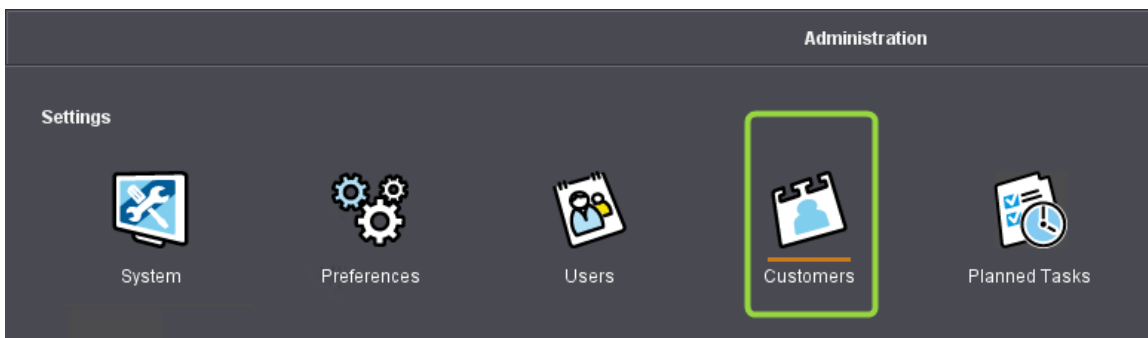 Administration
Settings
System Preferences Users Customers Planned Tasks